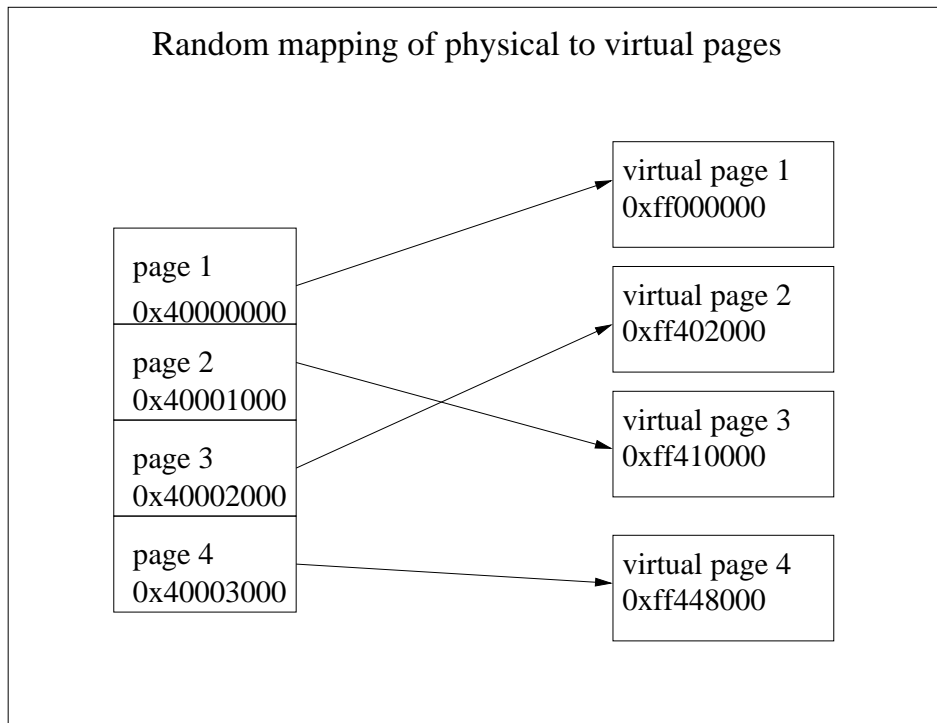 Random mapping of physical to virtual pages
page 1
0x40000000
page 2
0x40001000
page 3
0x40002000
page 4
0x40003000
virtual page 1
0xff000000
virtual page 2
0xff402000
virtual page 3
0xff410000
virtual page 4
0xff448000